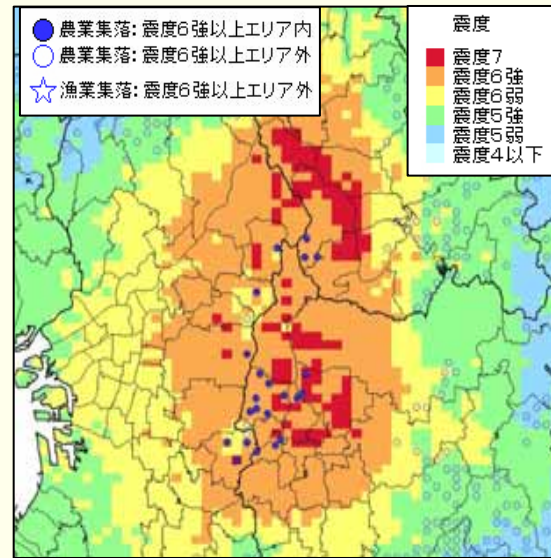 ●農業集落：震度６強以上エリア内
○農業集落：震度６強以上エリア外
☆漁業集落：震度６強以上エリア外
震度
震度7
震度6強
震度6弱
震度5強
震度5弱
震度4以下